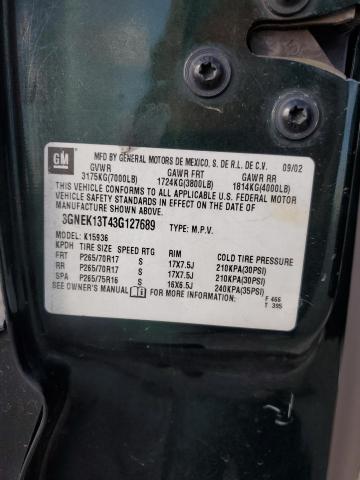 GM
MFD BY GENERAL MOTORS DE MEXICO, S. DE R.L. DE C.V. 09/02
GVWR GAWR FRT GAWR RR
3175KG(7000LB) 1724KG(3800LB) 1814KG(4000LB)
THIS VEHICLE CONFORMS TO ALL APPLICABLE U.S. FEDERAL MOTOR
VEHICLE SAFETY STANDARDS IN EFFECT ON THE DATE OF
MANUFACTURE SHOWN ABOVE.
3GNEK13T43G127689 TYPE: M.P.V.
MODEL: K15936
KPDH TIRE SIZE SPEED RTG RIM COLD TIRE PRESSURE
FRT P265/70R17 S 17X7.5J 210KPA(30PSI)
RR P265/70R17 S 17X7.5J 210KPA(30PSI)
SPA P265/75R16 S 16X6.5J 240KPA(35PSI)
SEE OWNER'S MANUAL FOR MORE INFORMATION.
F 466
T 395